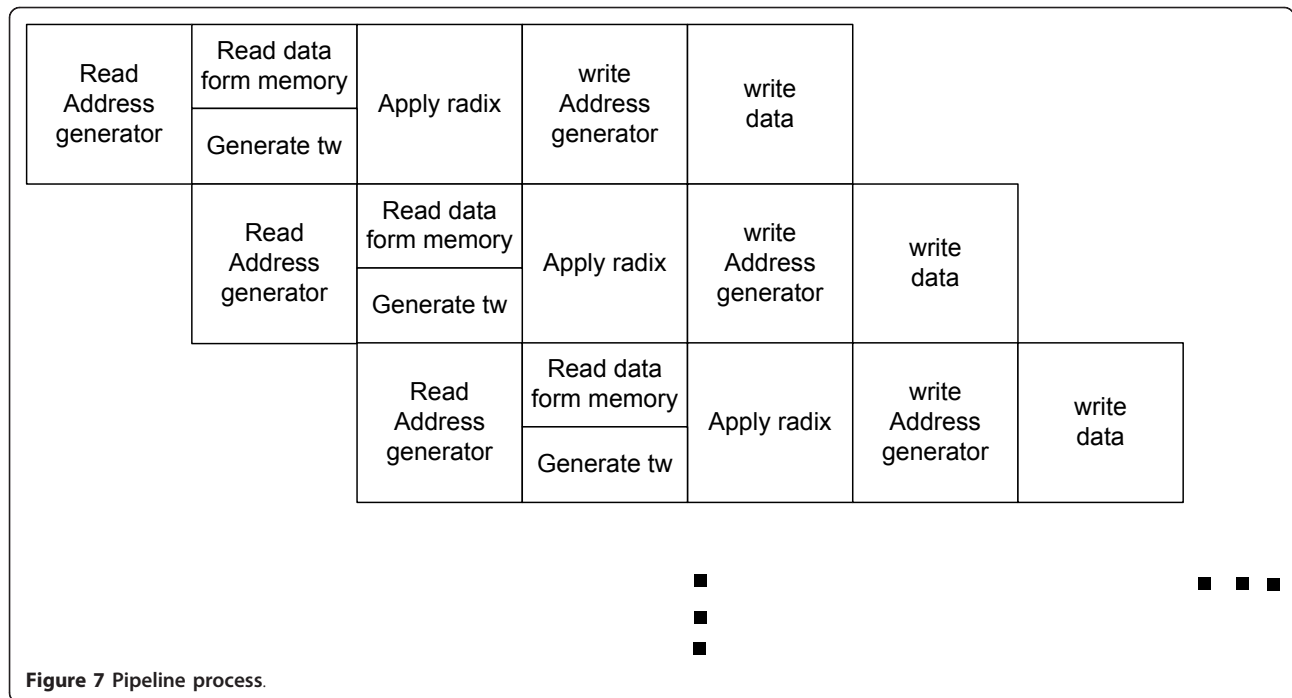 Read
Address
generator
Read data
form memory
Generate tw
Apply radix
write
Address
generator
write
data
Read
Address
generator
Read data
form memory
Generate tw
Apply radix
write
Address
generator
write
data
Read
Address
generator
Read data
form memory
Generate tw
Apply radix
write
Address
generator
write
data
Figure 7 Pipeline process.